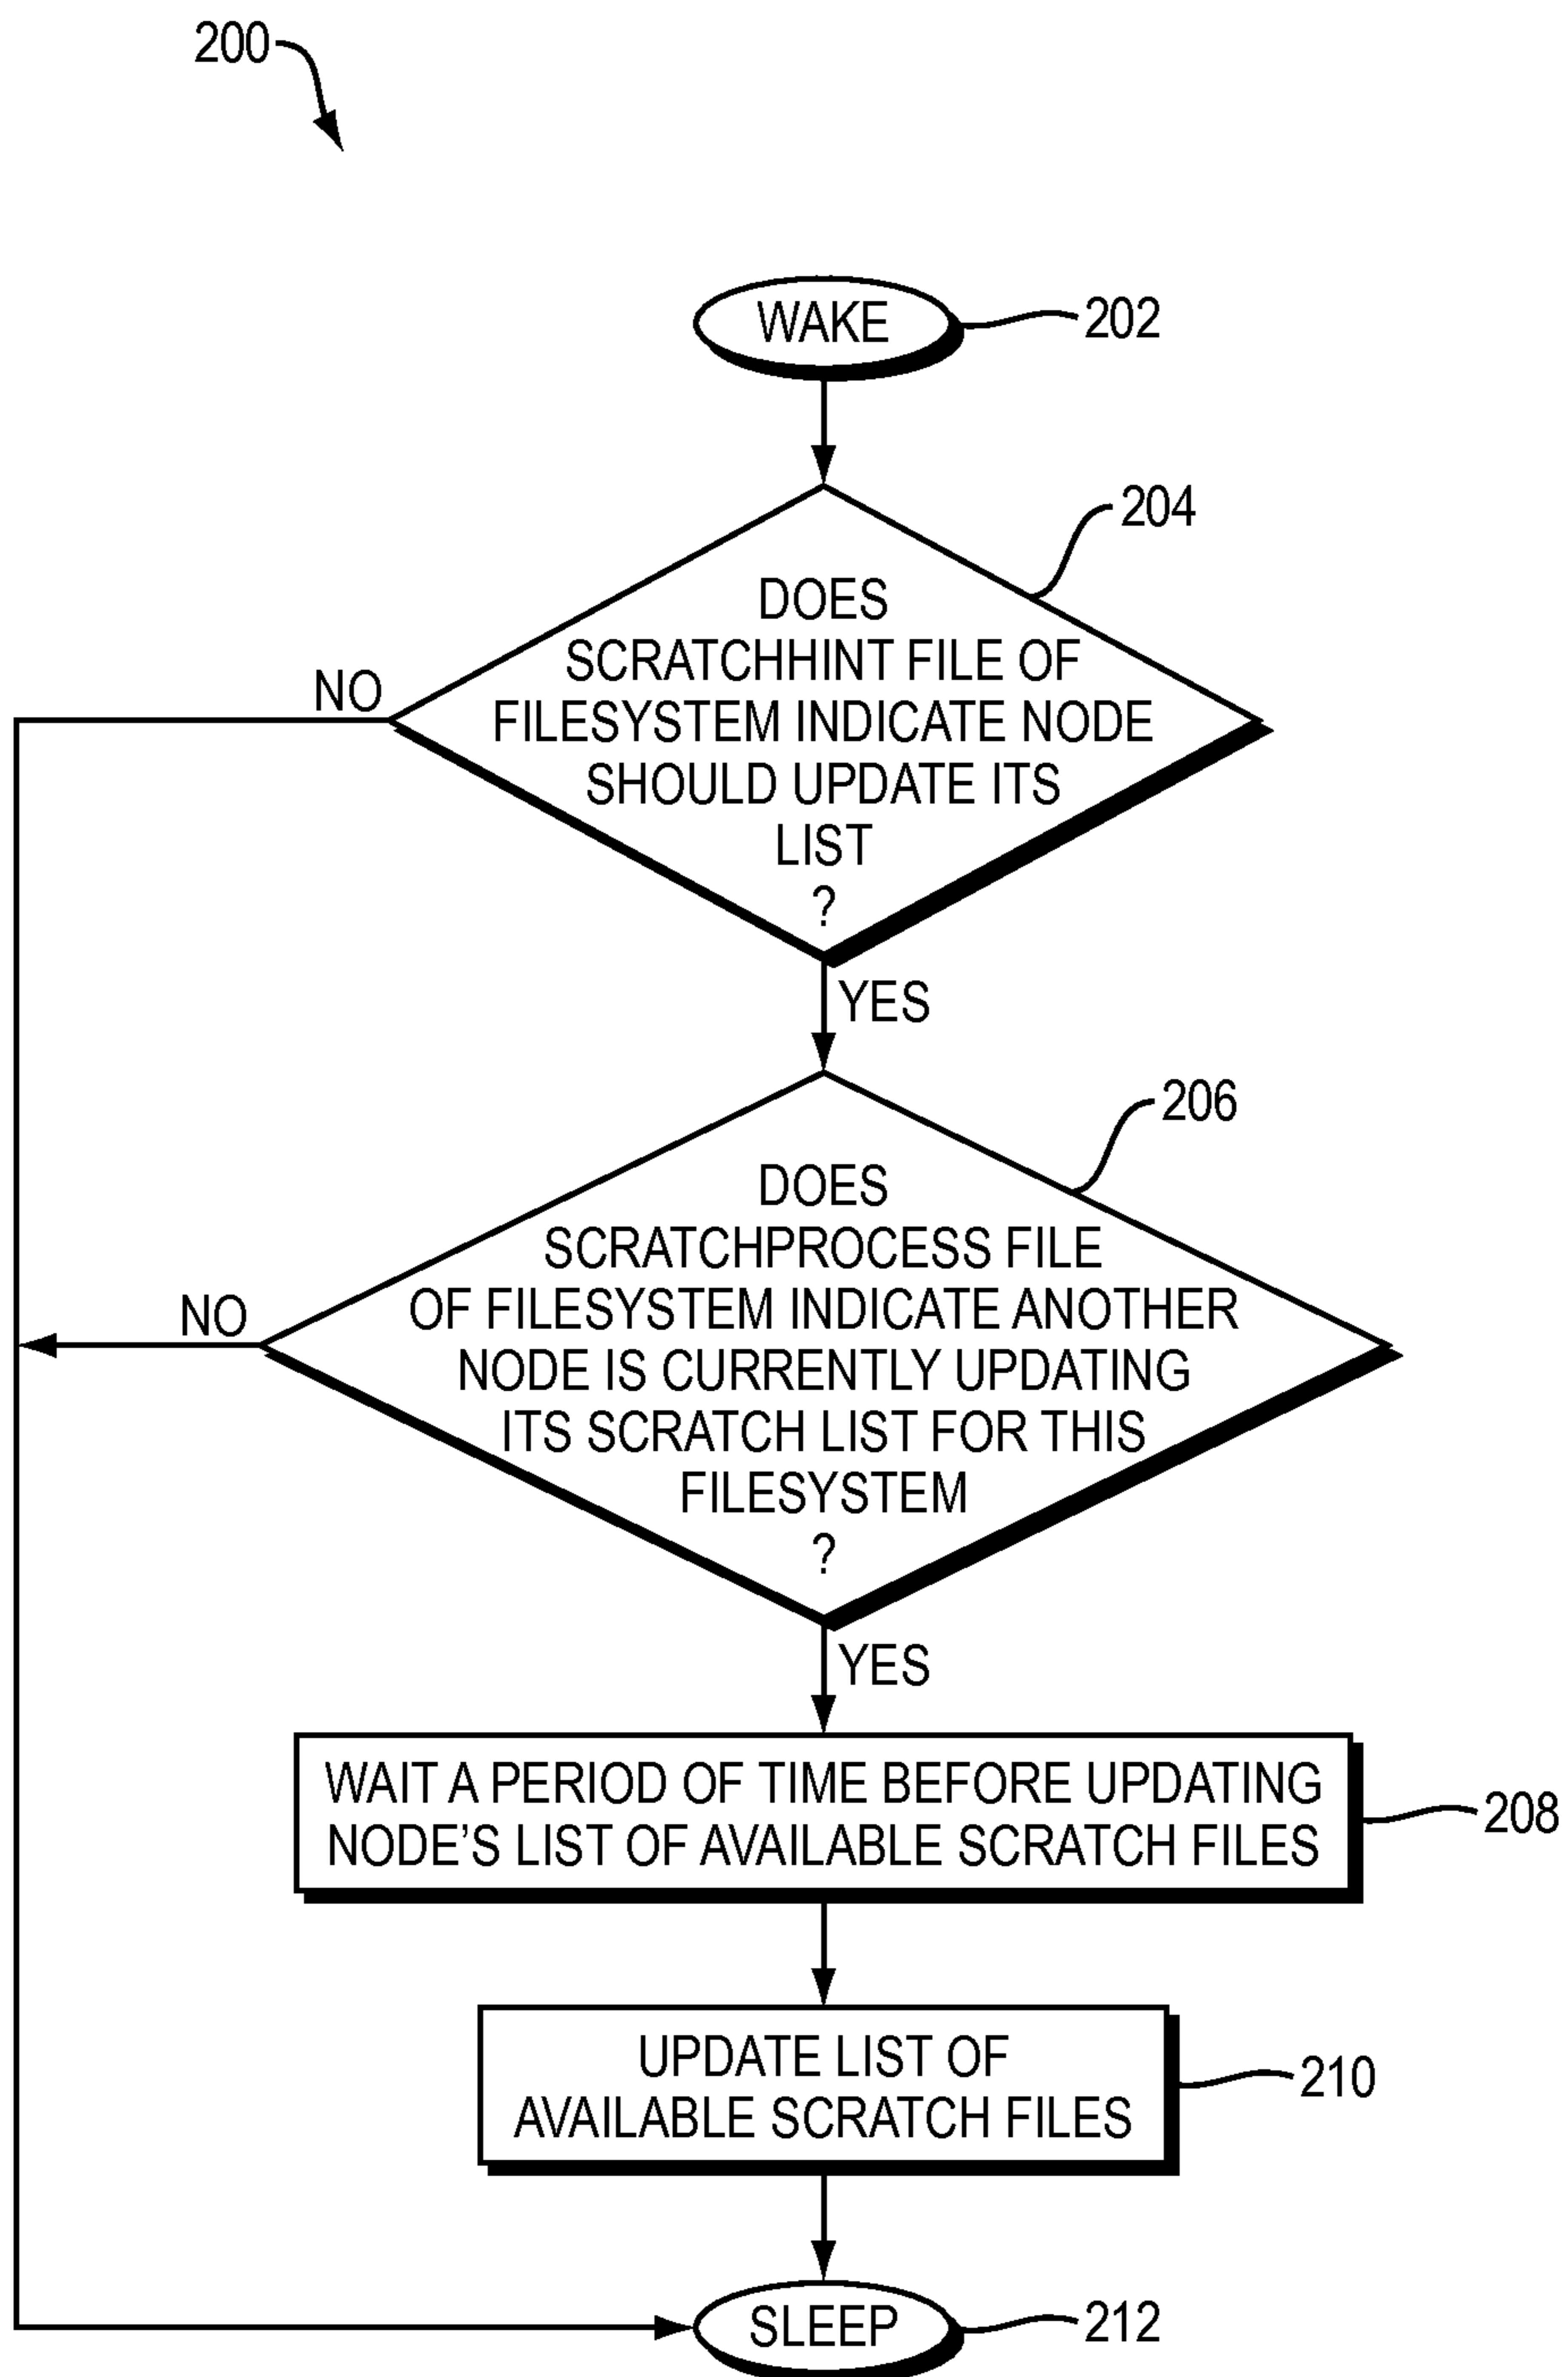 200
WAKE
202
204
DOES
SCRATCHHINT FILE OF
FILESYSTEM INDICATE NODE
SHOULD UPDATE ITS
LIST
?
NO
YES
206
DOES
SCRATCHPROCESS FILE
OF FILESYSTEM INDICATE ANOTHER
NODE IS CURRENTLY UPDATING
ITS SCRATCH LIST FOR THIS
FILESYSTEM
?
NO
YES
WAIT A PERIOD OF TIME BEFORE UPDATING
NODE'S LIST OF AVAILABLE SCRATCH FILES
208
UPDATE LIST OF
AVAILABLE SCRATCH FILES
210
SLEEP
212